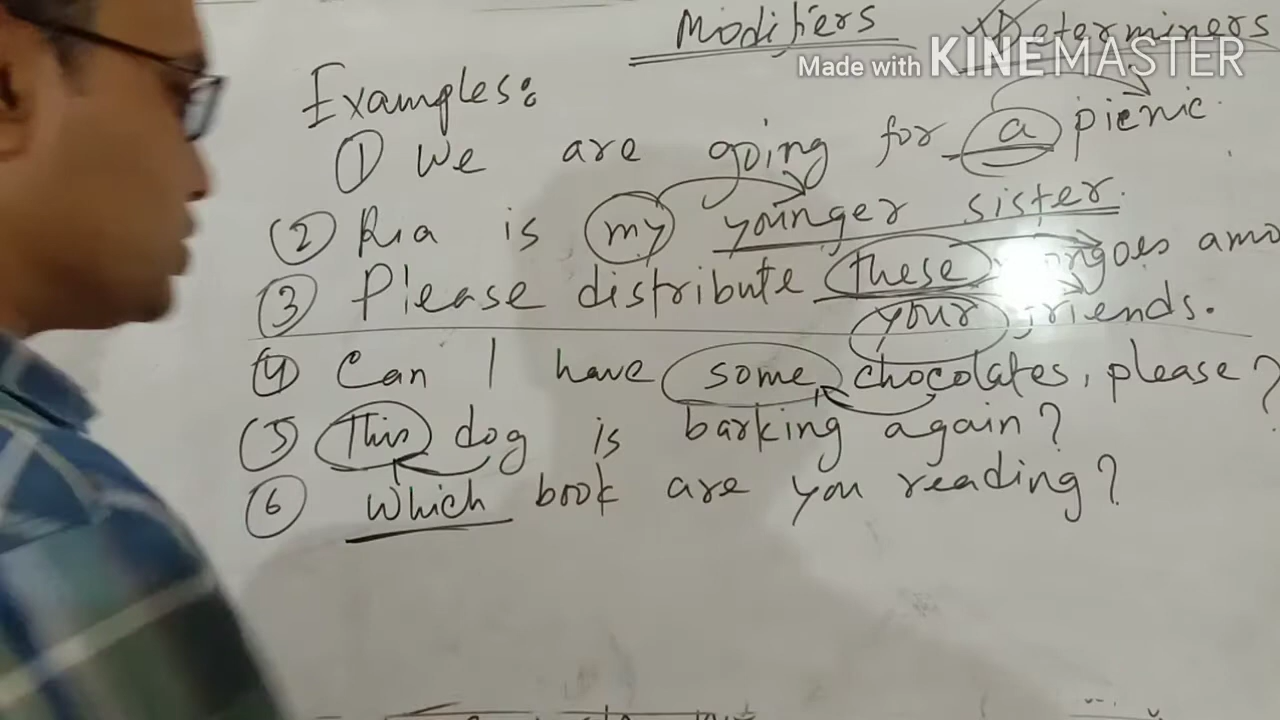 Modifiers Determiners
Made with KINEMASTER
Examples:
① We are going for a picnic.
② Ria is my younger sister.
③ Please distribute these
your friends.
④ Can I have some chocolates, please?
⑤ This dog is barking again?
⑥ Which book are you reading?